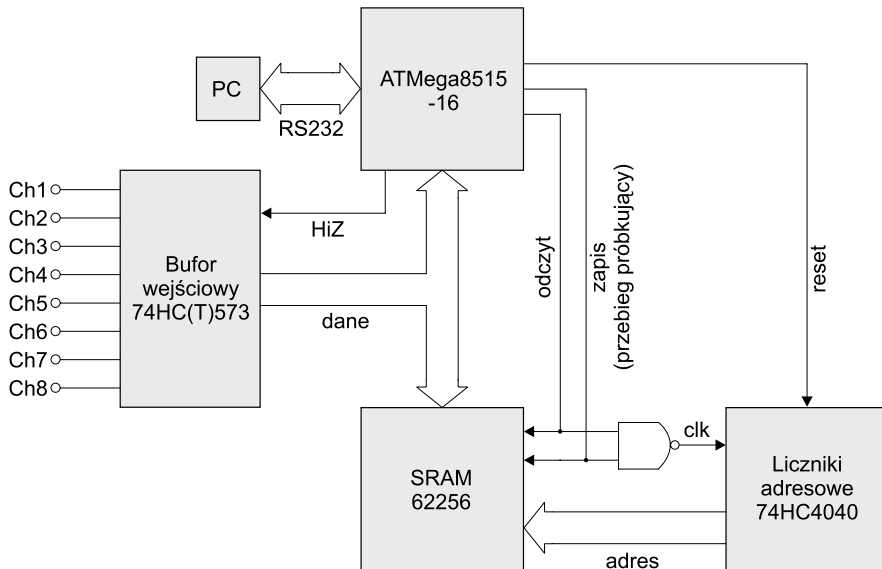 ATMega8515
-16
PC
RS232
Ch1
Ch2
Ch3
Ch4
Ch5
Ch6
Ch7
Ch8
Bufor
wejściowy
74HC(T)573
HiZ
dane
odczyt
zapis
(przebieg próbkujący)
reset
SRAM
62256
clk
Liczniki
adresowe
74HC4040
adres